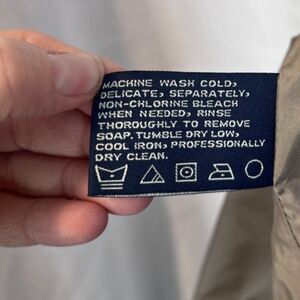 MACHINE WASH COLD,
DELICATE, SEPARATELY,
NON-CHLORINE BLEACH
WHEN NEEDED, RINSE
THOROUGHLY TO REMOVE
SOAP. TUMBLE DRY LOW,
COOL IRON, PROFESSIONALLY
DRY CLEAN.